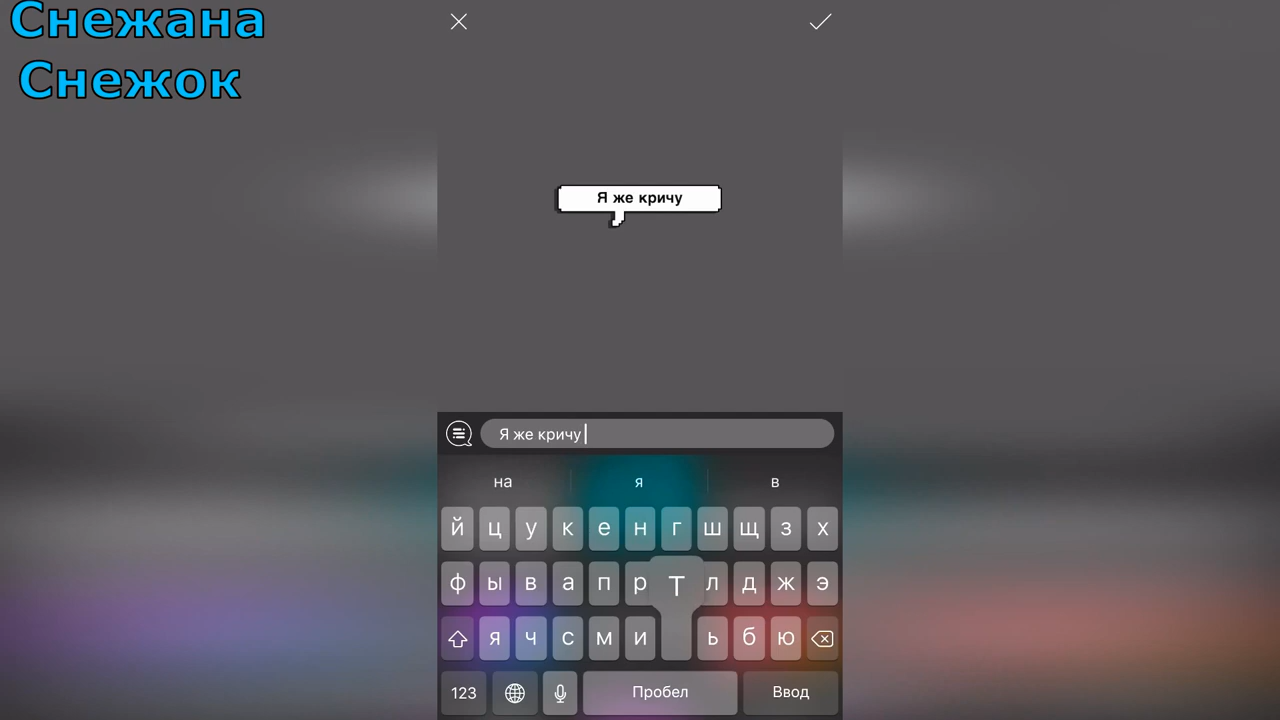 Снежана
Снежок
Я же кричу
Я же кричу
на я в
й ц у к е н г ш щ з х
ф ы в а п р Т л д ж э
я ч с м и ь б ю
123 Пробел Ввод